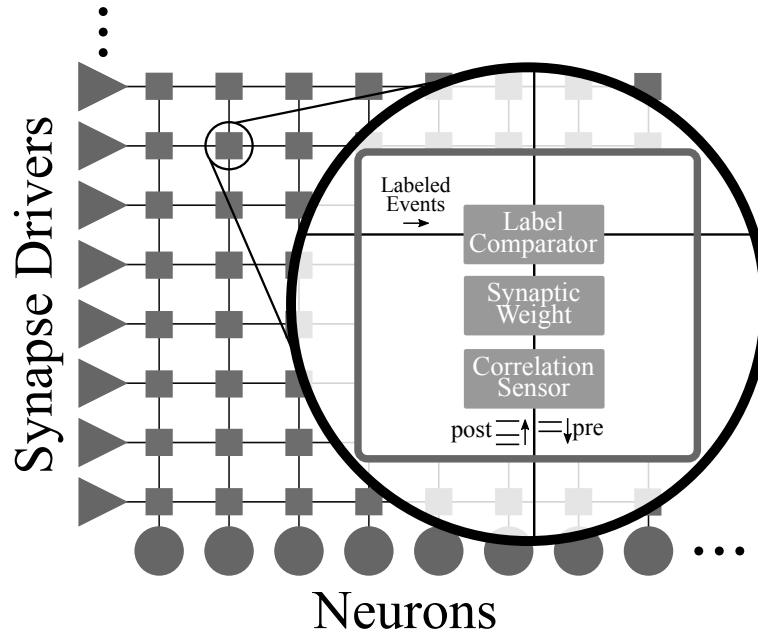 Synapse Drivers
Labeled
Events
Label
Comparator
Synaptic
Weight
Correlation
Sensor
post
pre
Neurons